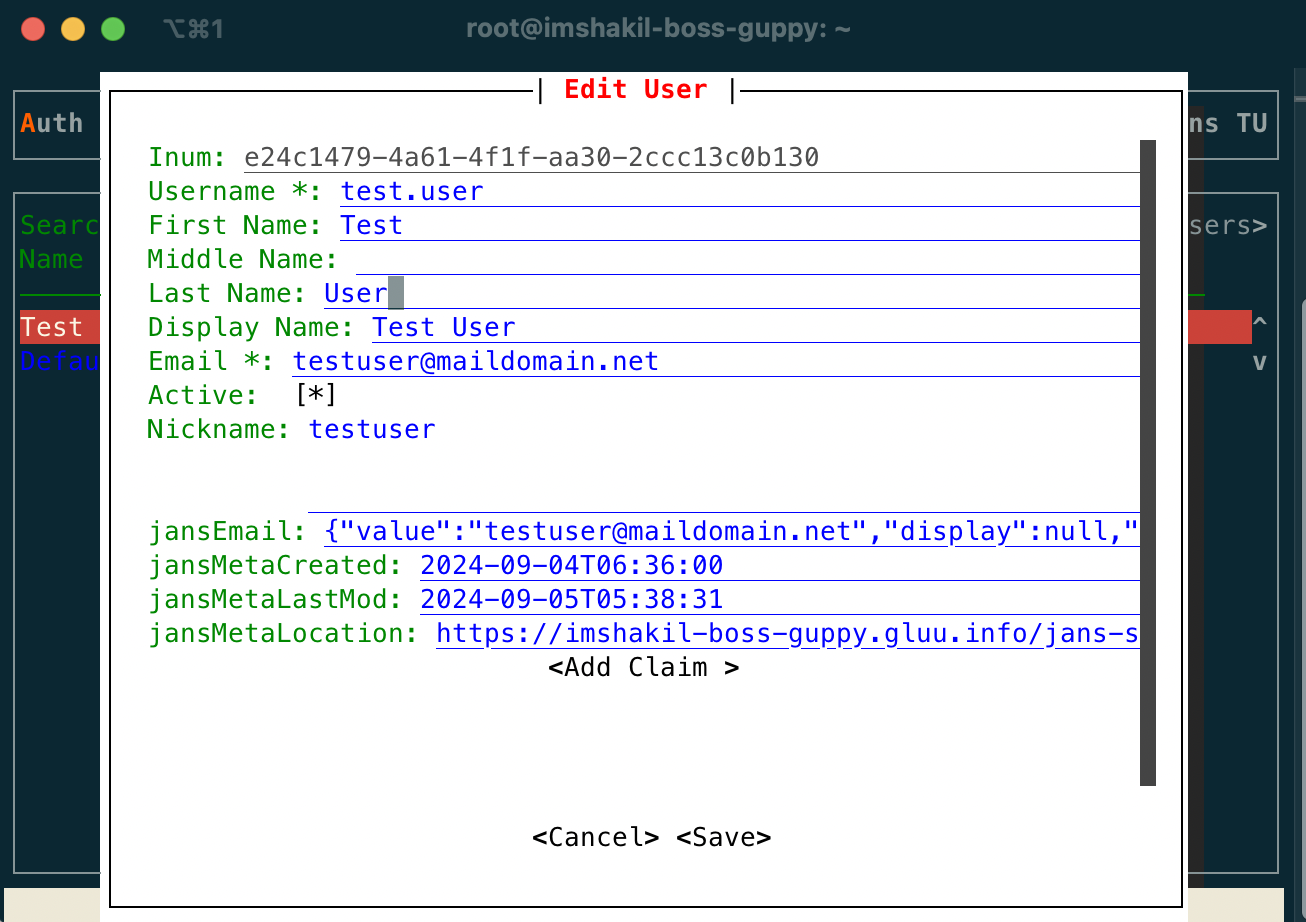 ⌥⌘1 root@imshakil-boss-guppy: ~
| Edit User |
Auth
ns TU
Inum: e24c1479-4a61-4f1f-aa30-2ccc13c0b130
Username *: test.user
Searc
First Name: Test
sers>
Name
Middle Name:
Last Name: User
Test
Display Name: Test User
^
Defau
Email *: testuser@maildomain.net
v
Active: [*]
Nickname: testuser
jansEmail: {"value":"testuser@maildomain.net","display":null,"
jansMetaCreated: 2024-09-04T06:36:00
jansMetaLastMod: 2024-09-05T05:38:31
jansMetaLocation: https://imshakil-boss-guppy.gluu.info/jans-s
<Add Claim >
<Cancel> <Save>